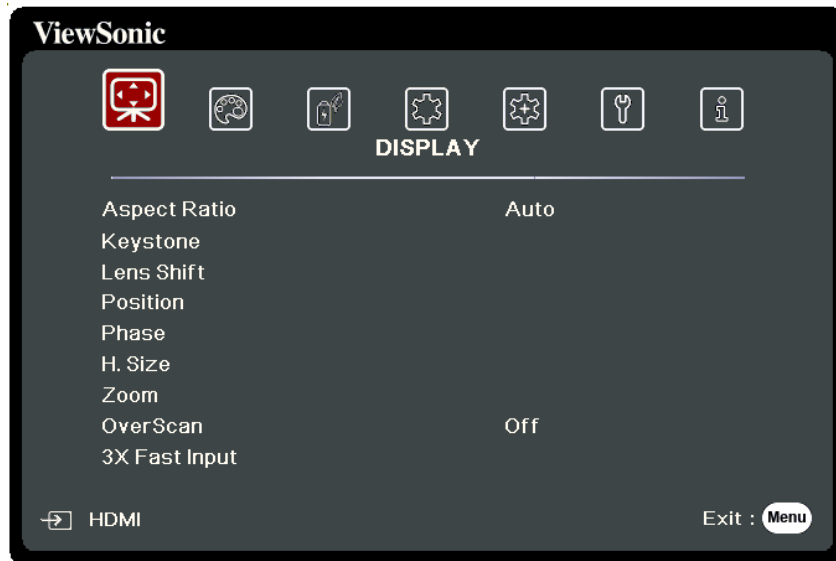 ViewSonic
DISPLAY
Aspect Ratio Auto
Keystone
Lens Shift
Position
Phase
H. Size
Zoom
OverScan Off
3X Fast Input
HDMI Exit : Menu